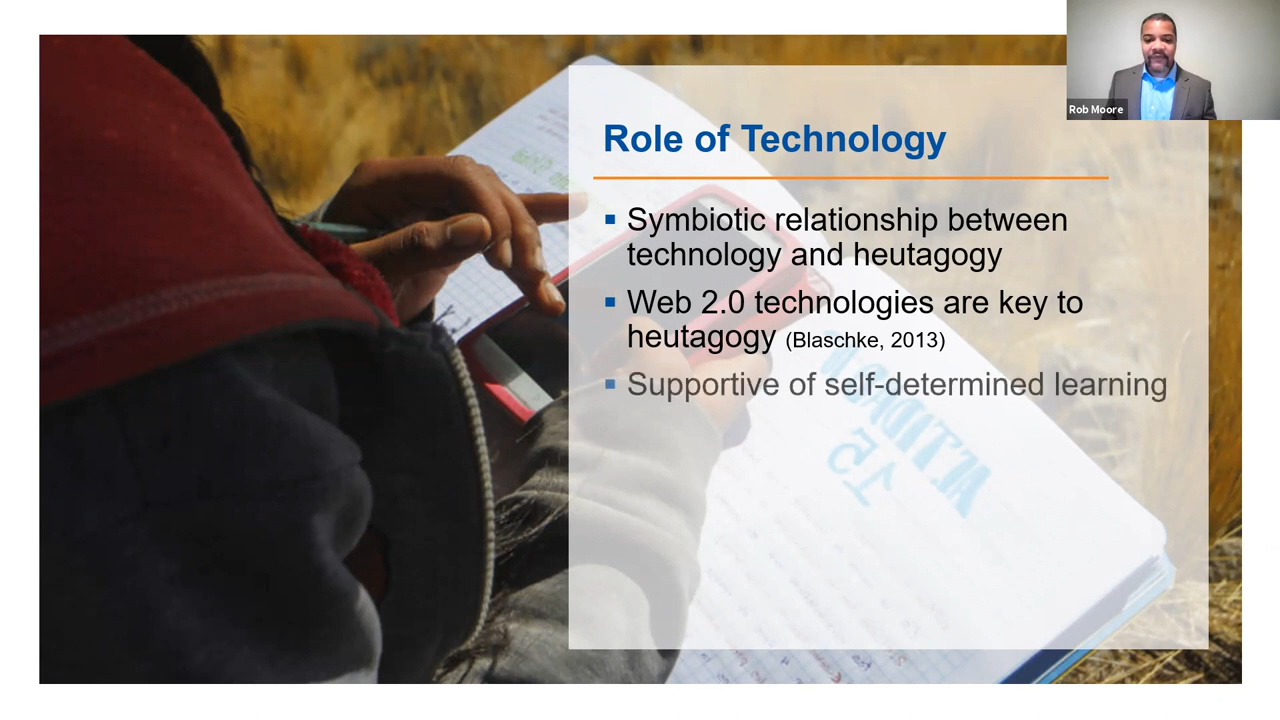 Rob Moore
Role of Technology
▪ Symbiotic relationship between
technology and heutagogy
▪ Web 2.0 technologies are key to
heutagogy (Blaschke, 2013)
▪ Supportive of self-determined learning
15